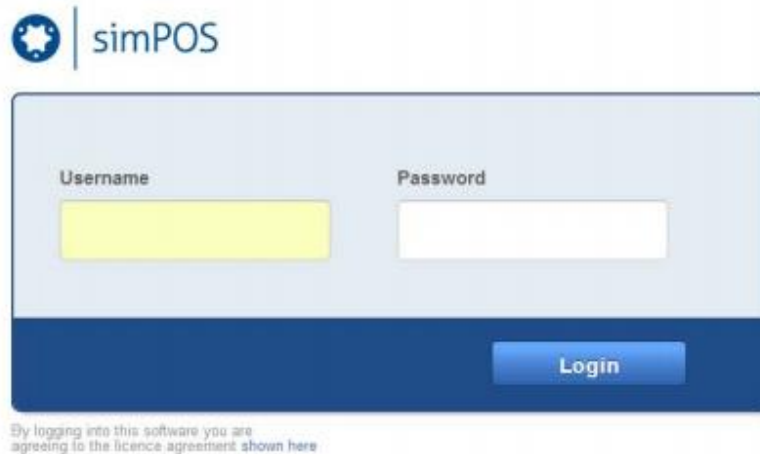 simPOS
Username Password
Login
By logging into this software you are
agreeing to the licence agreement shown here